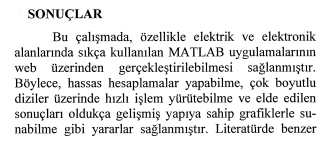 SONUÇLAR
Bu çalışmada, özellikle elektrik ve elektronik
alanlarında sıkça kullanılan MATLAB uygulamalarının
web üzerinden gerçekleştirilebilmesi sağlanmıştır.
Böylece, hassas hesaplamalar yapabilme, çok boyutlu
diziler üzerinde hızlı işlem yürütebilme ve elde edilen
sonuçları oldukça gelişmiş yapıya sahip grafiklerle su-
nabilme gibi yararlar sağlanmıştır. Literatürde benzer